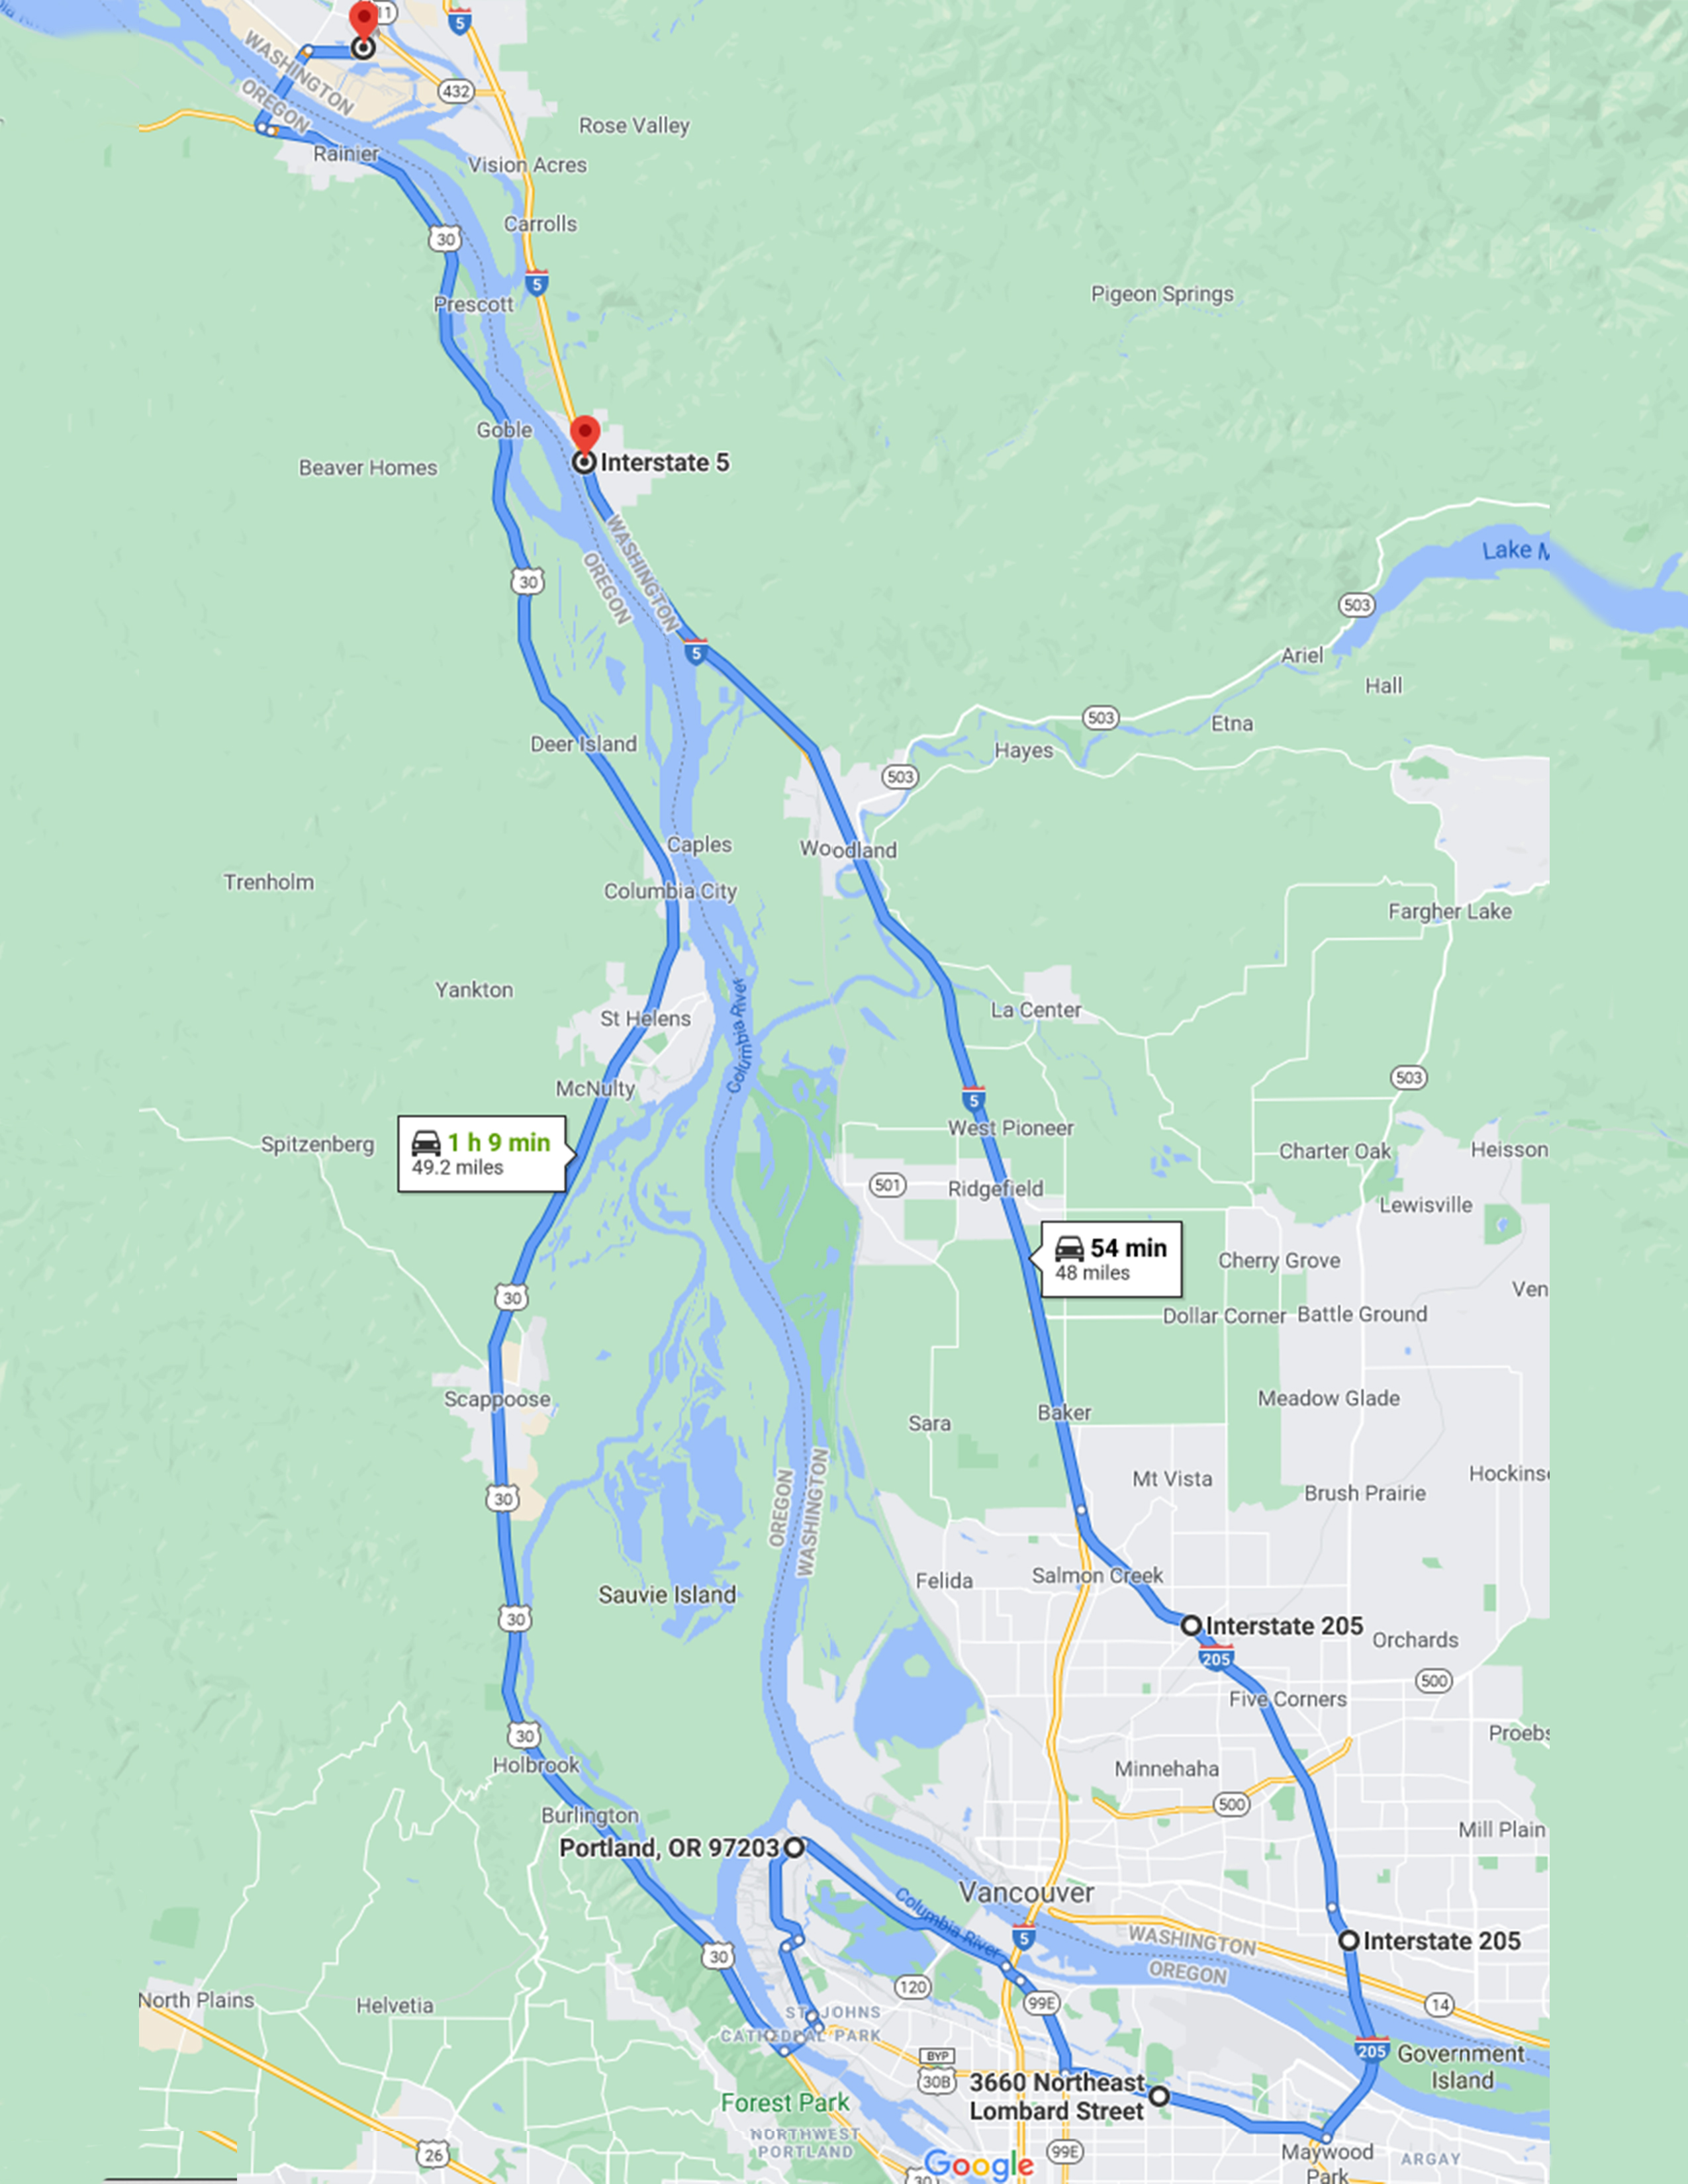 11
5
WASHINGTON
OREGON
432
Rose Valley
Rainier
Vision Acres
Carrolls
30
5
Prescott
Pigeon Springs
Goble
Beaver Homes
Interstate 5
WASHINGTON
OREGON
Lake M
30
503
Ariel
Hall
5
503
Etna
Deer Island
Hayes
503
Caples
Woodland
Trenholm
Columbia City
Fargher Lake
Yankton
Columbia River
La Center
St Helens
503
McNulty
5
West Pioneer
Spitzenberg
1 h 9 min
49.2 miles
Charter Oak
Heisson
501
Ridgefield
Lewisville
54 min
48 miles
Cherry Grove
Ven
30
Dollar Corner
Battle Ground
Scappoose
Meadow Glade
Sara
Baker
Mt Vista
Hockins
30
OREGON
WASHINGTON
Brush Prairie
Sauvie Island
Felida
Salmon Creek
30
Interstate 205
Orchards
205
500
Five Corners
30
Proebs
Holbrook
Minnehaha
500
Burlington
Mill Plain
Portland, OR 97203
Vancouver
Columbia River
5
WASHINGTON
Interstate 205
30
OREGON
120
99E
14
North Plains
Helvetia
ST. JOHNS
CATHEDRAL PARK
205
Government
Island
BYP
30B
3660 Northeast
Lombard Street
Forest Park
NORTHWEST
PORTLAND
26
99E
Maywood
Park
ARGAY
Google
30